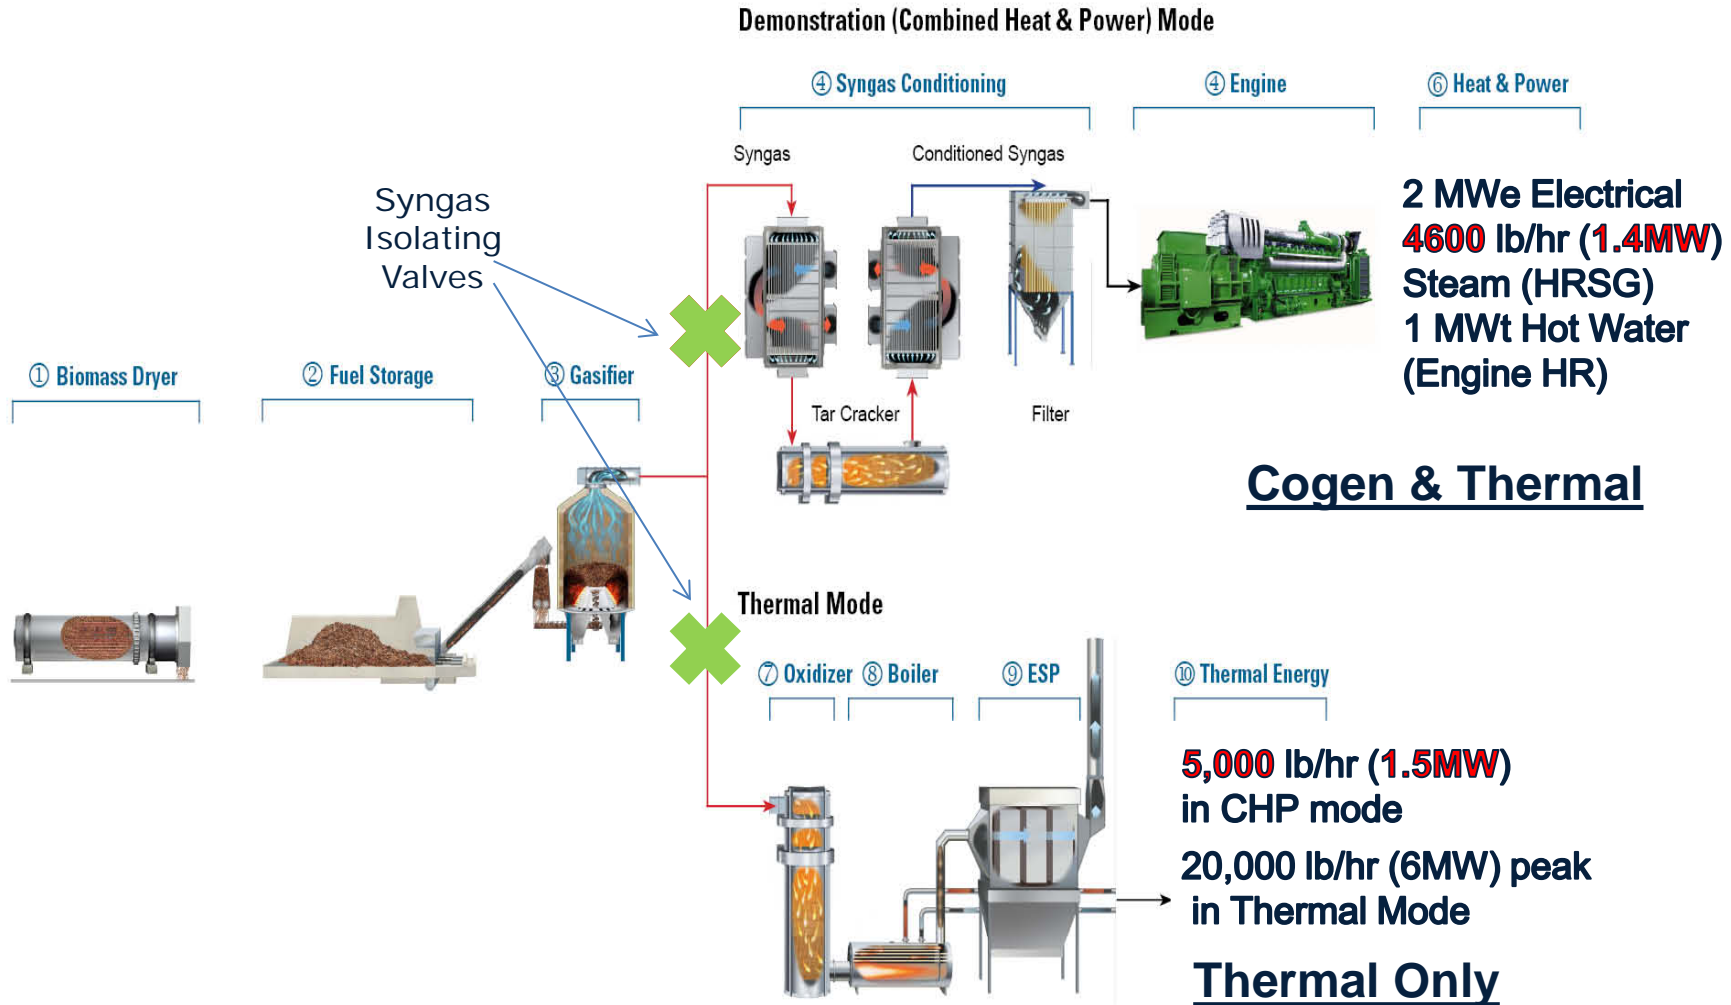 Demonstration (Combined Heat & Power) Mode
④ Syngas Conditioning
④ Engine
⑥ Heat & Power
Syngas
Conditioned Syngas
Syngas
Isolating
Valves
2 MWe Electrical
4600 lb/hr (1.4MW)
Steam (HRSG)
1 MWt Hot Water
(Engine HR)
① Biomass Dryer
② Fuel Storage
③ Gasifier
Tar Cracker
Filter
Cogen & Thermal
Thermal Mode
⑦ Oxidizer
⑧ Boiler
⑨ ESP
⑩ Thermal Energy
5,000 lb/hr (1.5MW)
in CHP mode
20,000 lb/hr (6MW) peak
in Thermal Mode
Thermal Only